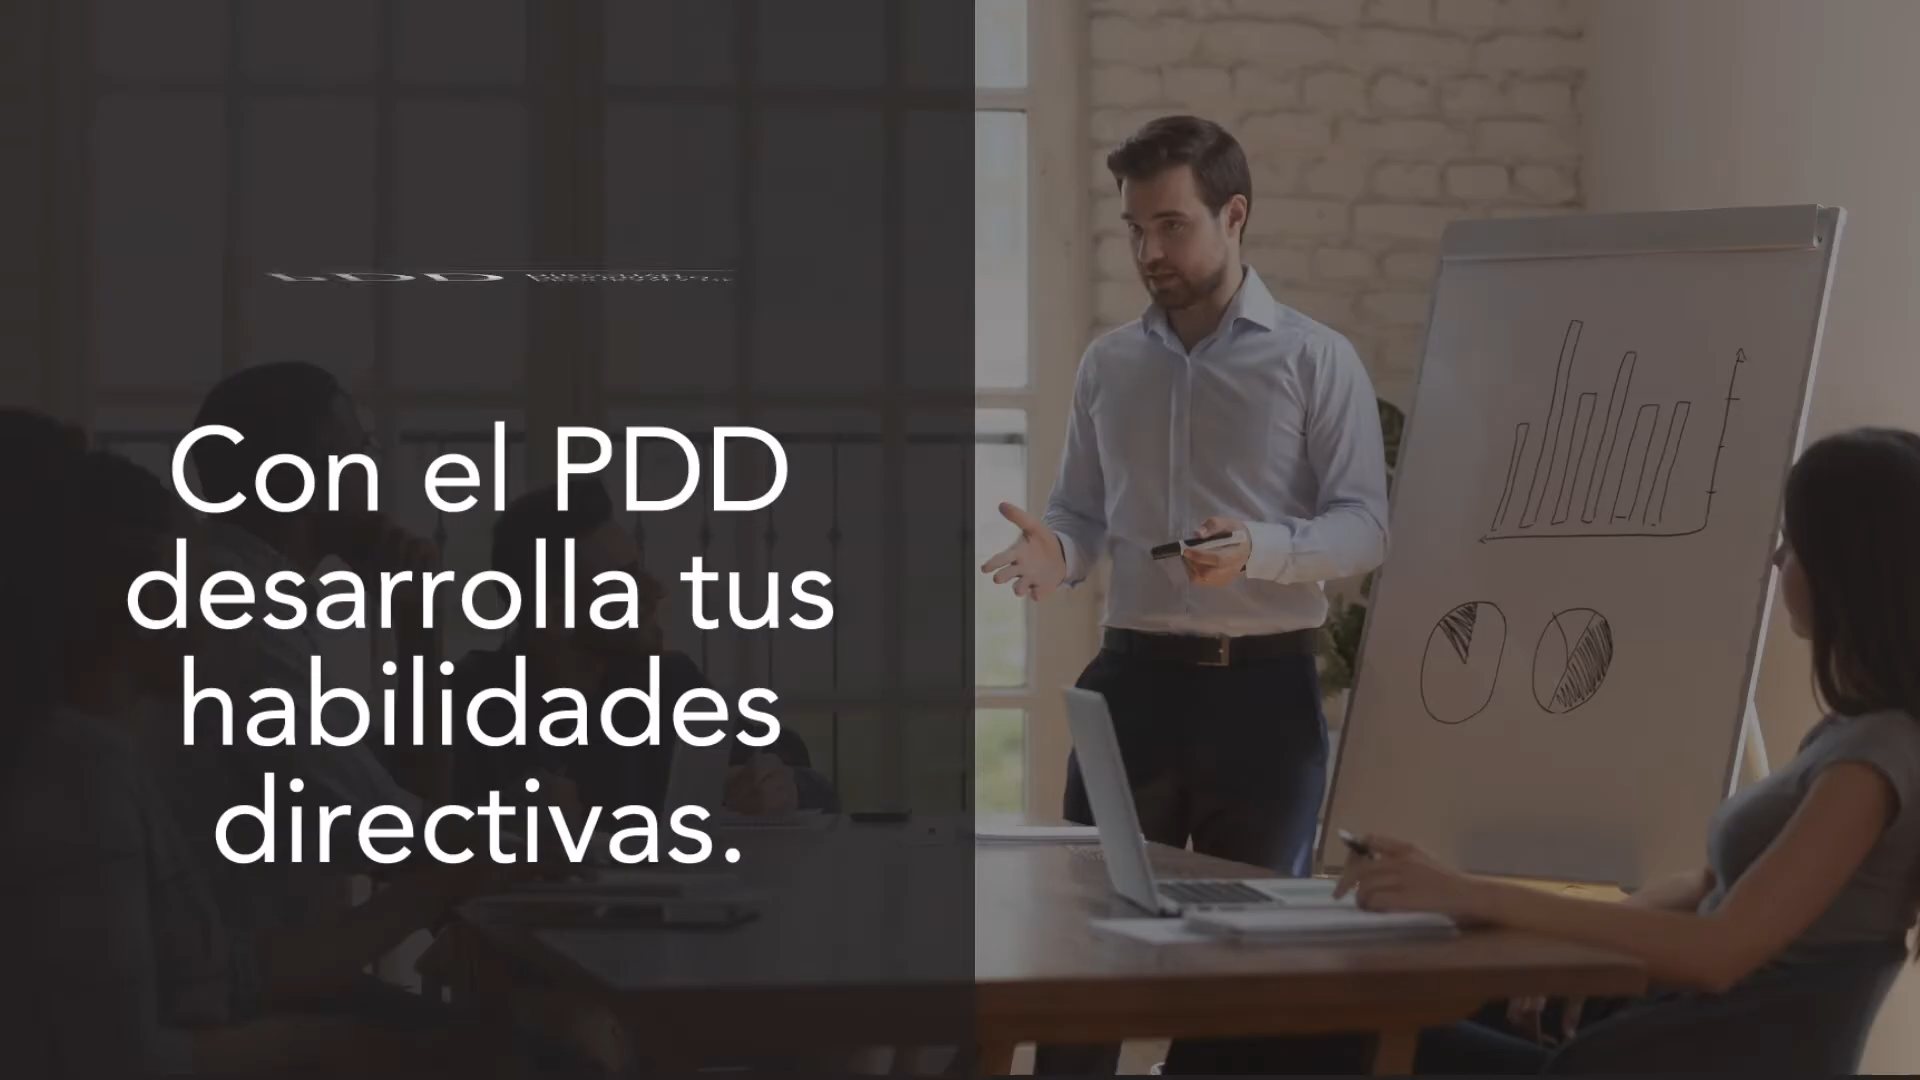 Con el PDD
desarrolla tus
habilidades
directivas.